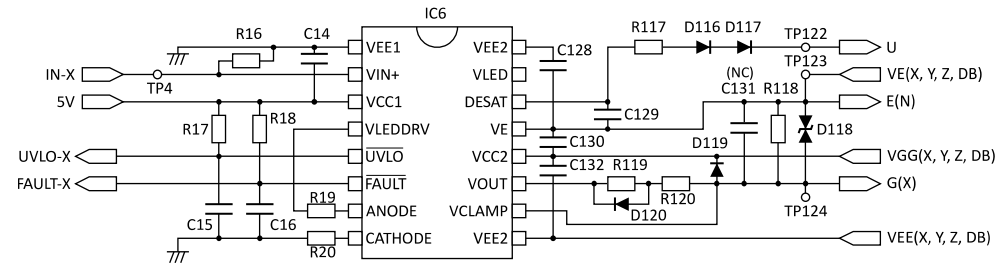 IC6
R16
C14
VEE1
VEE2
C128
R117
D116
D117
TP122
U
IN-X
TP4
VIN+
VLED
TP123
VE(X, Y, Z, DB)
5V
VCC1
DESAT
(NC)
C131
R118
E(N)
R17
R18
VLEDDRV
VE
C129
D118
C130
UVLO-X
UVLO
VCC2
D119
VGG(X, Y, Z, DB)
C132
R119
FAULT-X
FAULT
VOUT
R120
G(X)
R19
D120
TP124
C15
C16
ANODE
VCLAMP
CATHODE
VEE2
VEE(X, Y, Z, DB)
R20